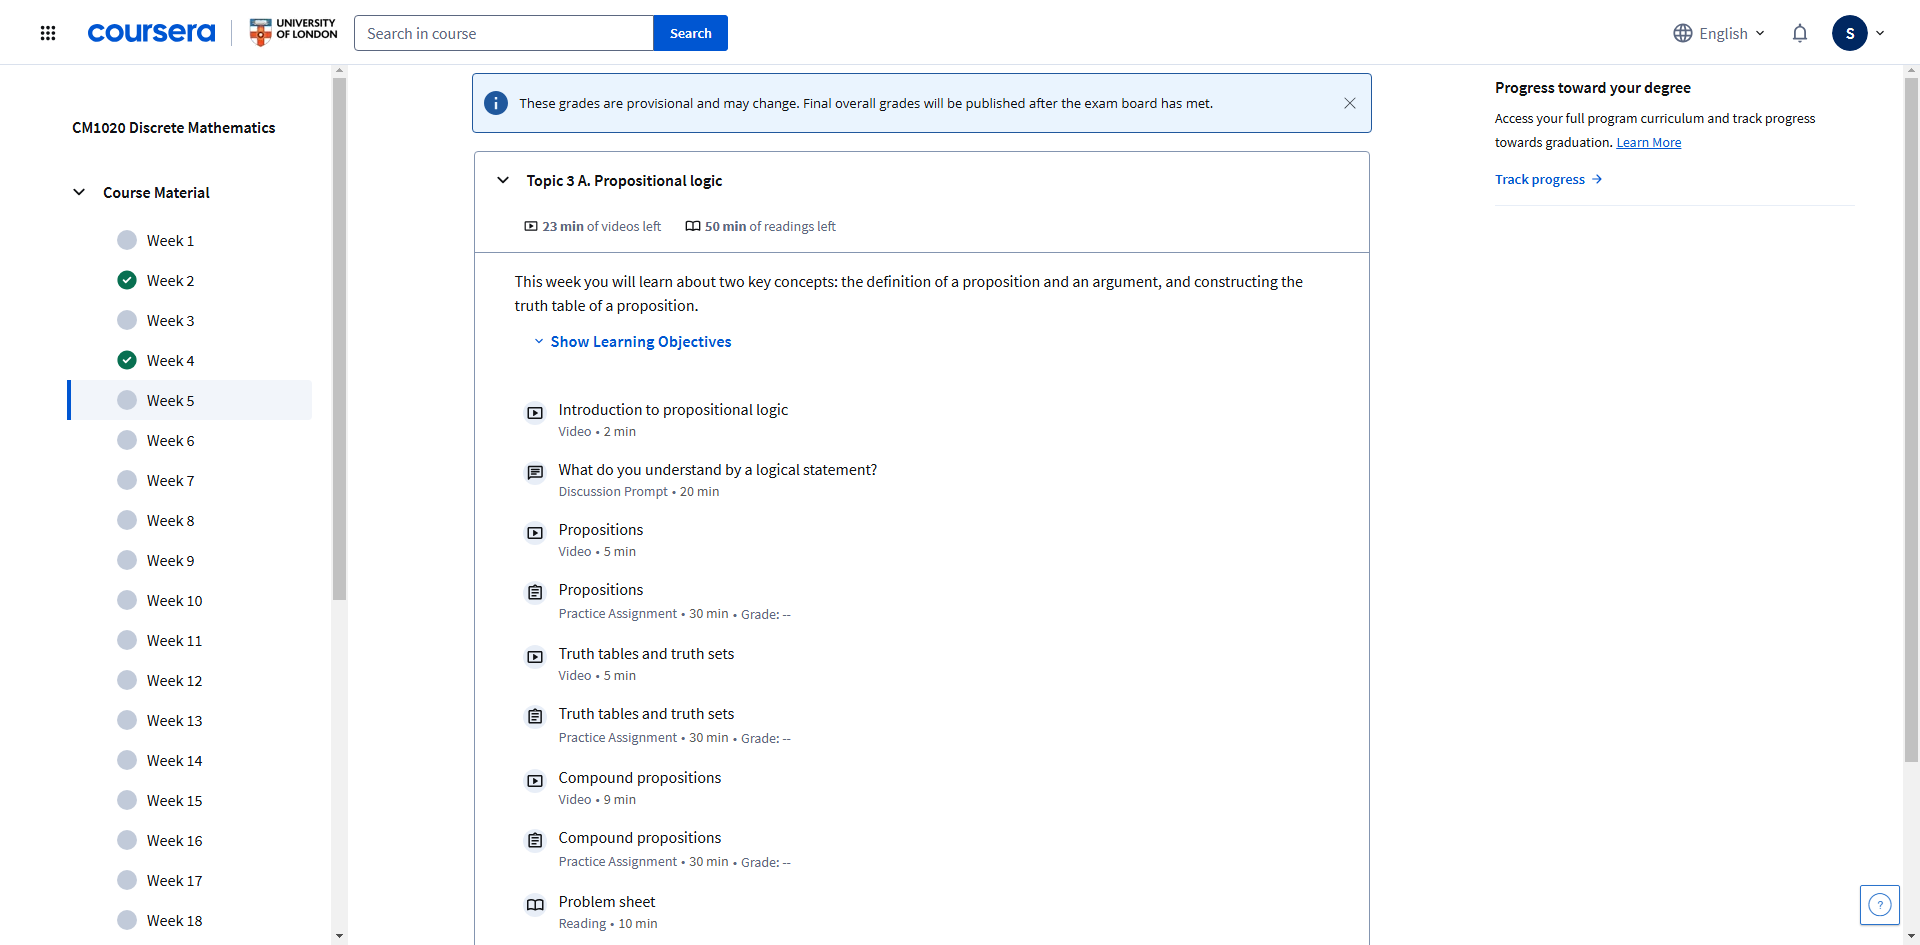 coursera
UNIVERSITY
OF LONDON
Search in course
Search
English
S
CM1020 Discrete Mathematics
Course Material
Week 1
Week 2
Week 3
Week 4
Week 5
Week 6
Week 7
Week 8
Week 9
Week 10
Week 11
Week 12
Week 13
Week 14
Week 15
Week 16
Week 17
Week 18
These grades are provisional and may change. Final overall grades will be published after the exam board has met.
Topic 3 A. Propositional logic
23 min of videos left
50 min of readings left
This week you will learn about two key concepts: the definition of a proposition and an argument, and constructing the
truth table of a proposition.
Show Learning Objectives
Introduction to propositional logic
Video • 2 min
What do you understand by a logical statement?
Discussion Prompt • 20 min
Propositions
Video • 5 min
Propositions
Practice Assignment • 30 min • Grade: --
Truth tables and truth sets
Video • 5 min
Truth tables and truth sets
Practice Assignment • 30 min • Grade: --
Compound propositions
Video • 9 min
Compound propositions
Practice Assignment • 30 min • Grade: --
Problem sheet
Reading • 10 min
Progress toward your degree
Access your full program curriculum and track progress
towards graduation. Learn More
Track progress →
?